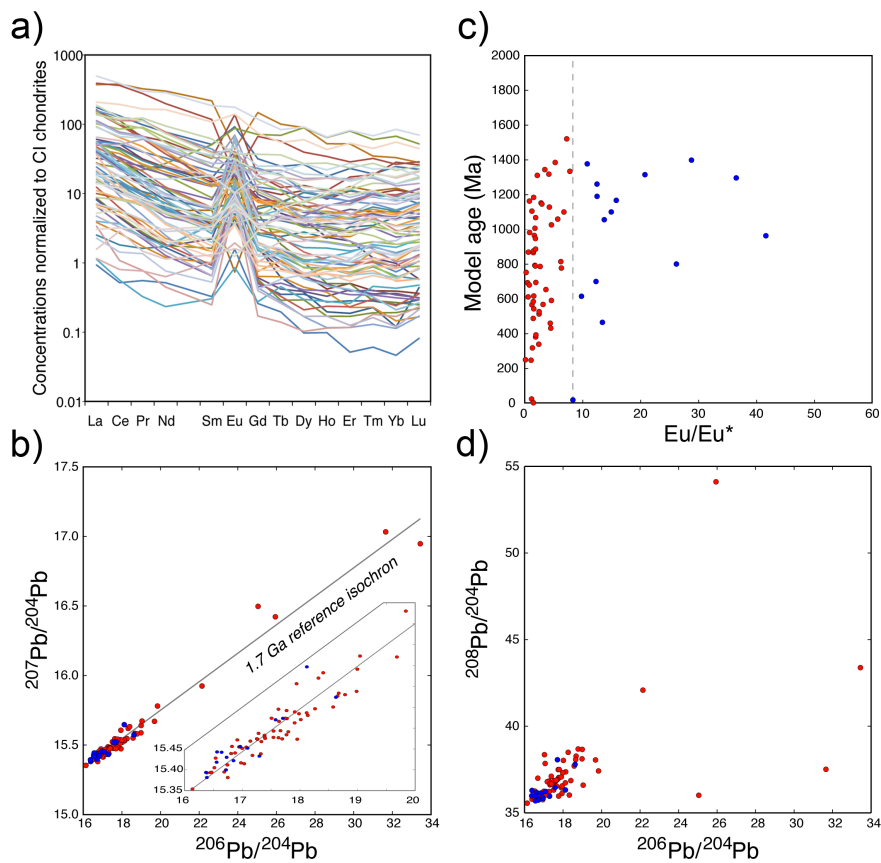 a)
Concentrations normalized to CI chondrites
1000
100
10
1
0.1
0.01
La Ce Pr Nd Sm Eu Gd Tb Dy Ho Er Tm Yb Lu
c)
Model age (Ma)
2000
1800
1600
1400
1200
1000
800
600
400
200
0
0 10 20 30 40 50 60
Eu/Eu*
b)
207Pb/204Pb
17.5
17.0
16.5
16.0
15.5
15.0
1.7 Ga reference isochron
15.45
15.40
15.35
16 17 18 19 20
16 18 20 22 24 26 28 30 32 34
206Pb/204Pb
d)
208Pb/204Pb
54
50
45
40
35
16 18 20 22 24 26 28 30 32 34
206Pb/204Pb